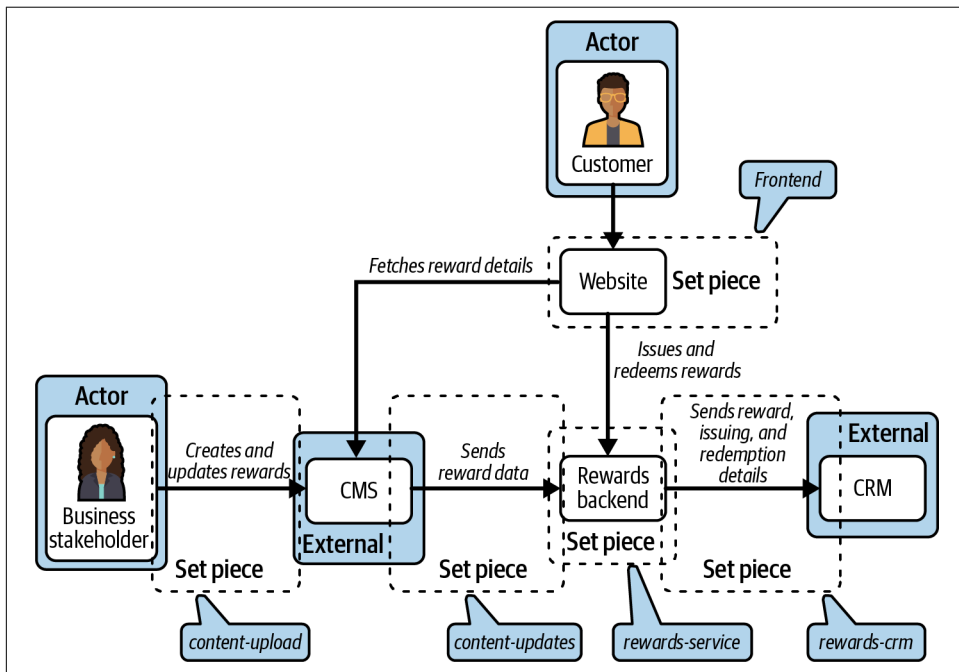 Actor
Customer
Frontend
Fetches reward details
Website
Set piece
Issues and
redeems rewards
Actor
Business
stakeholder
Creates and
updates rewards
CMS
External
Set piece
Sends
reward data
Set piece
Rewards
backend
Set piece
Sends reward,
issuing, and
redemption
details
Set piece
External
CRM
content-upload
content-updates
rewards-service
rewards-crm